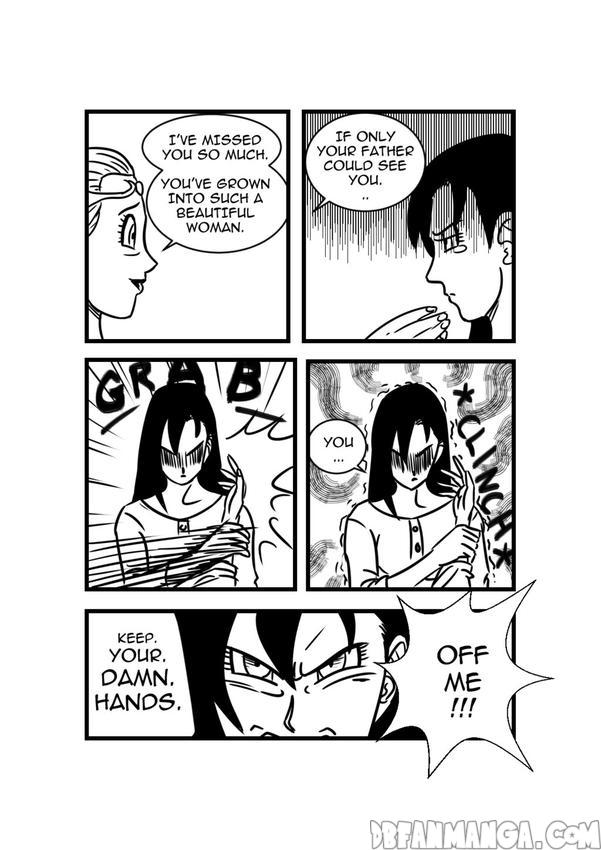 I'VE MISSED
YOU SO MUCH.
YOU'VE GROWN
INTO SUCH A
BEAUTIFUL
WOMAN.
IF ONLY
YOUR FATHER
COULD SEE
YOU.
..
GRAB
YOU
...
*CLINCH*
KEEP.
YOUR.
DAMN.
HANDS.
OFF
ME
!!!
DBFANMANGA.COM